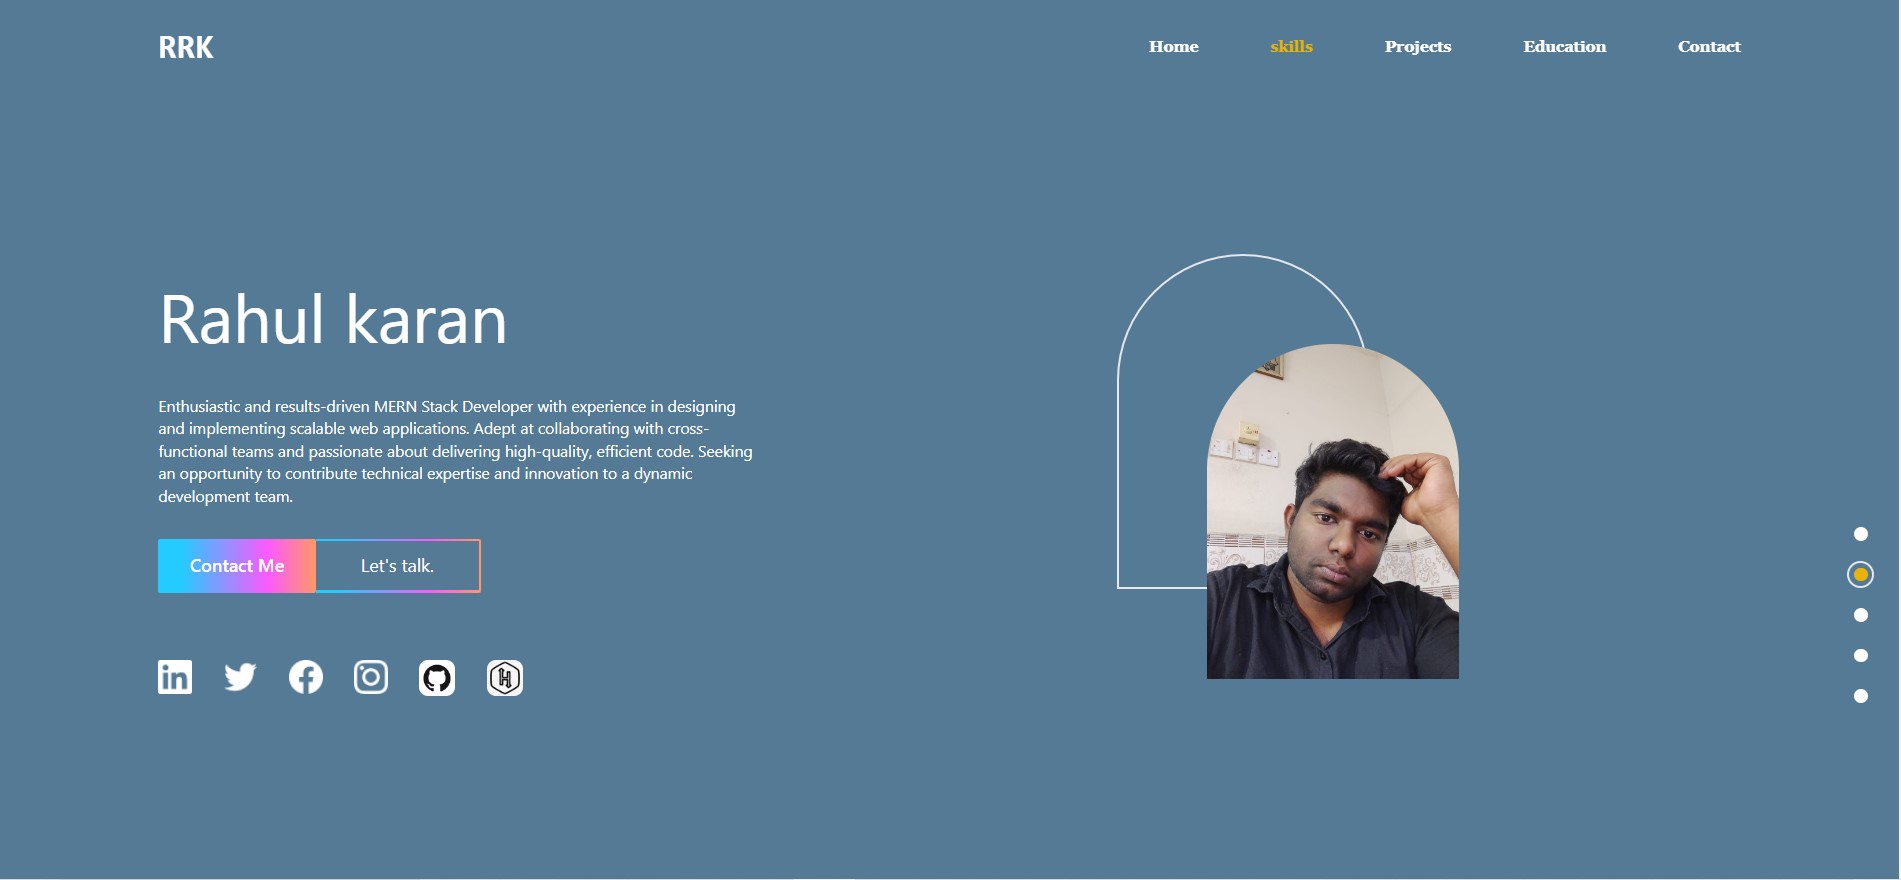 RRK
Home skills Projects Education Contact
Rahul karan
Enthusiastic and results-driven MERN Stack Developer with experience in designing
and implementing scalable web applications. Adept at collaborating with cross-
functional teams and passionate about delivering high-quality, efficient code. Seeking
an opportunity to contribute technical expertise and innovation to a dynamic
development team.
Contact Me Let's talk.